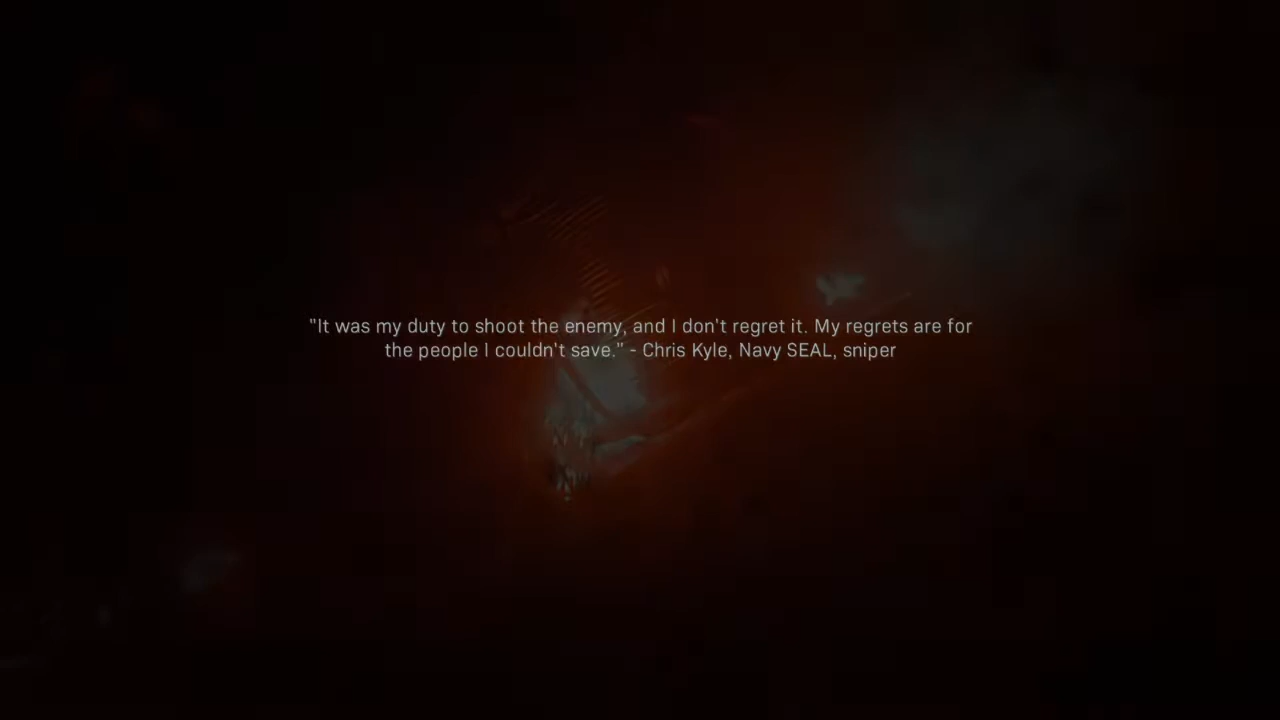 "It was my duty to shoot the enemy, and I don't regret it. My regrets are for
the people I couldn't save." - Chris Kyle, Navy SEAL, sniper